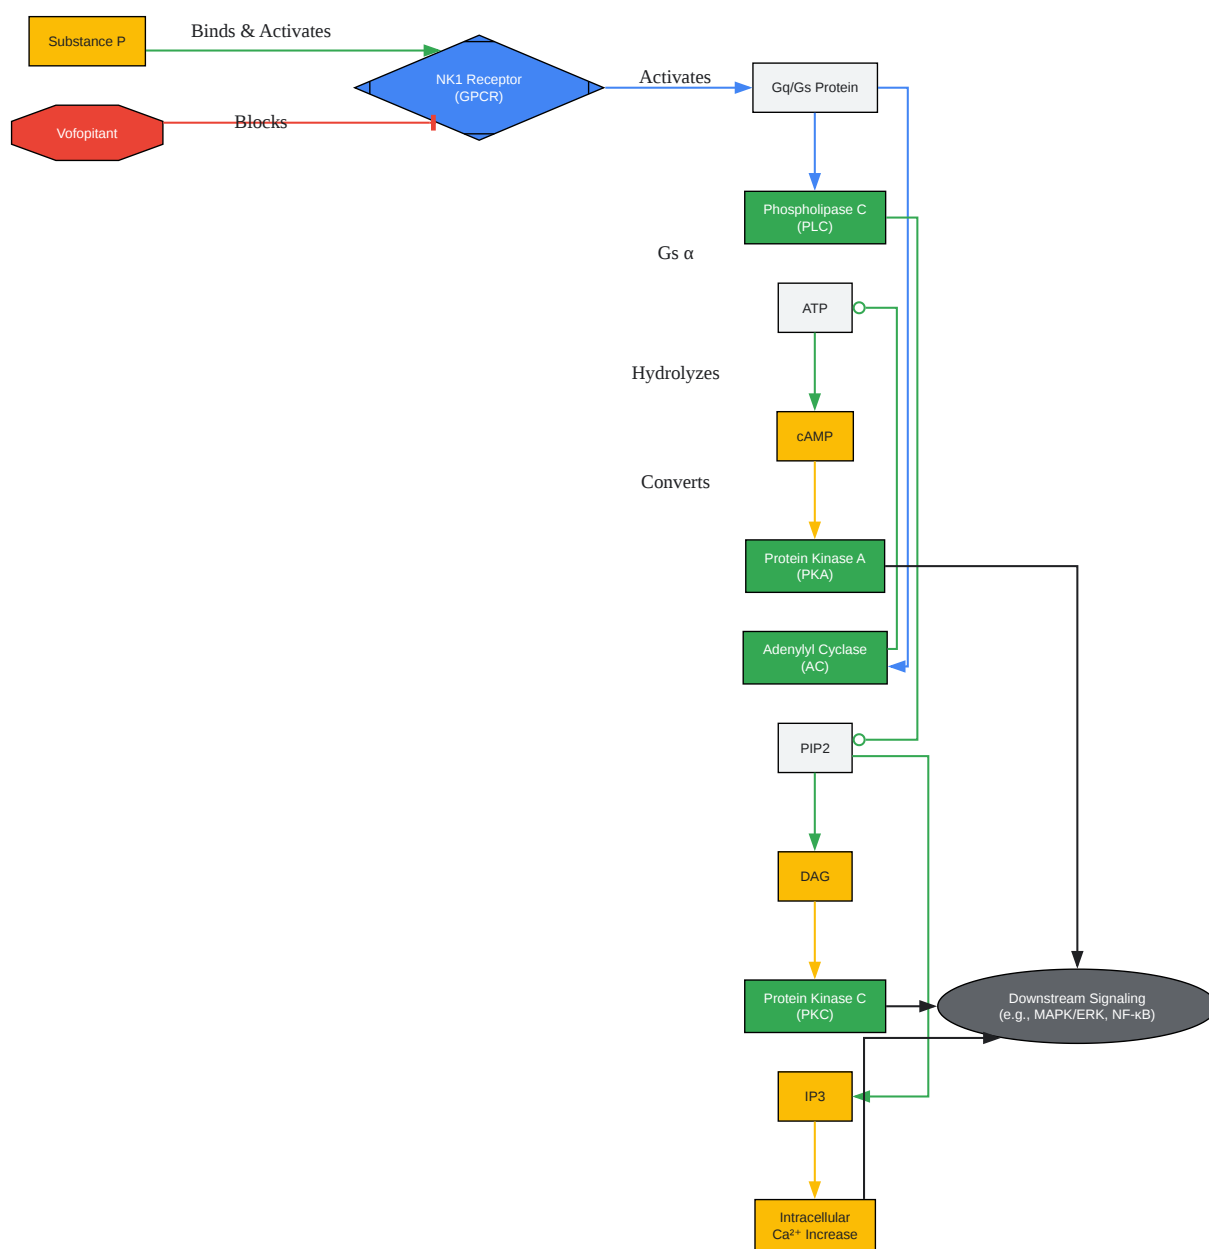 Substance P
Binds & Activates
NK1 Receptor
(GPCR)
Activates
Gq/Gs Protein
Vofopitant
Blocks
Phospholipase C
(PLC)
Gs α
ATP
Hydrolyzes
cAMP
Converts
Protein Kinase A
(PKA)
Adenylyl Cyclase
(AC)
PIP2
DAG
Protein Kinase C
(PKC)
Downstream Signaling
(e.g., MAPK/ERK, NF-κB)
IP3
Intracellular
Ca²⁺ Increase